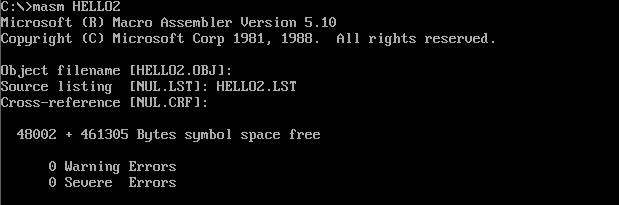 C:\>masm HELLO2
Microsoft (R) Macro Assembler Version 5.10
Copyright (C) Microsoft Corp 1981, 1988.  All rights reserved.
Object filename [HELLO2.OBJ]:
Source listing  [NUL.LST]: HELLO2.LST
Cross-reference [NUL.CRF]:
48002 + 461305 Bytes symbol space free
0 Warning Errors
0 Severe  Errors